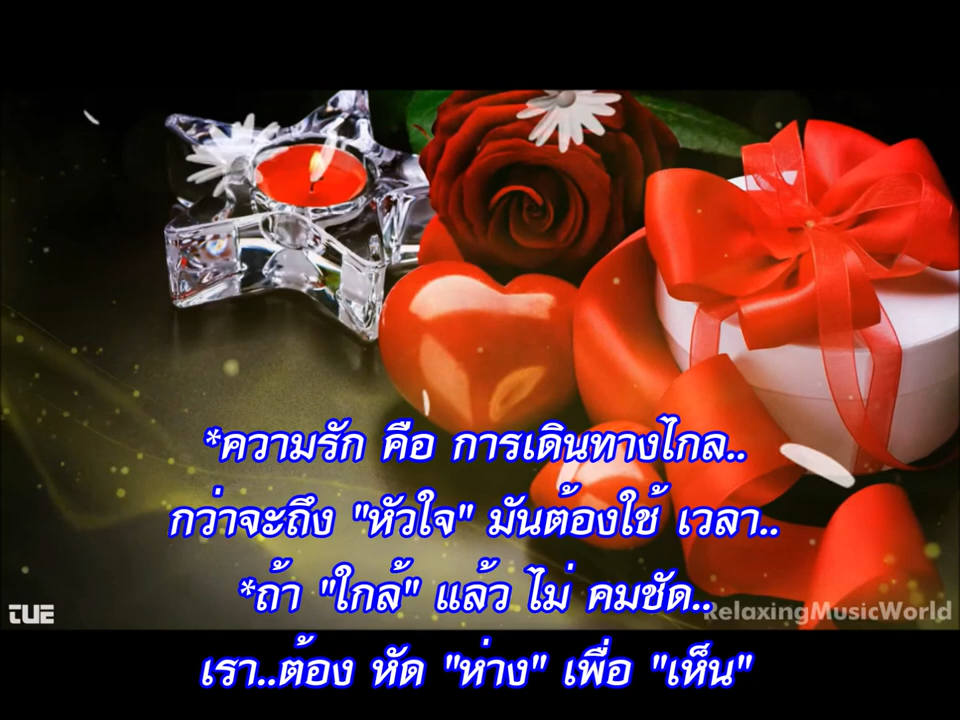 *ความรัก คือ การเดินทางไกล..
กว่าจะถึง "หัวใจ" มันต้องใช้ เวลา..
*ถ้า "ใกล้" แล้ว ไม่ คมชัด..
TUE RelaxingMusicWorld
เรา..ต้อง หัด "ห่าง" เพื่อ "เห็น"